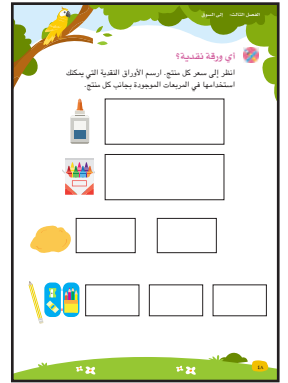 الفصل الثالث: إلى السوق
أي ورقة نقدية؟
انظر إلى سعر كل منتج. ارسم الأوراق النقدية التي يمكنك
استخدامها في المربعات الموجودة بجانب كل منتج.
٤٨